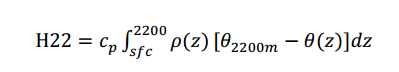 H22 = c_p ∫_{sfc}^{2200} ρ(z) [θ_{2200m} − θ(z)]dz